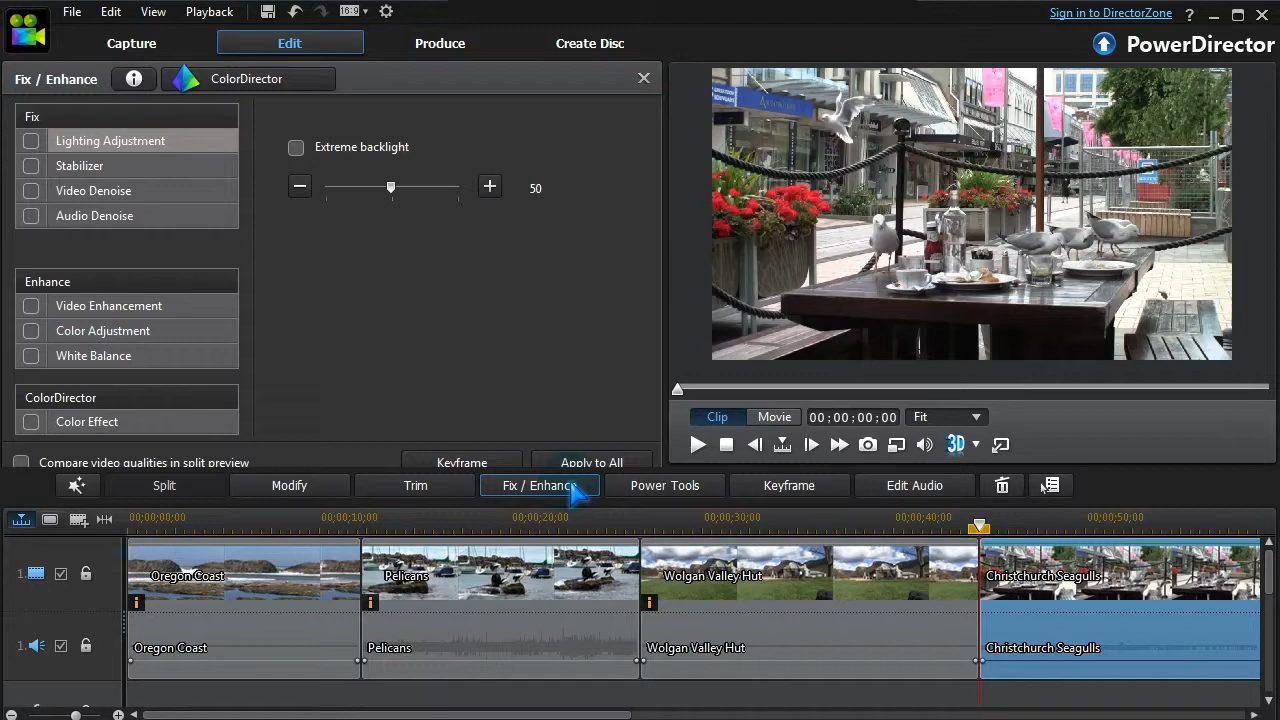 File Edit View Playback 16:9 Sign in to DirectorZone ?
Capture Edit Produce Create Disc PowerDirector
Fix / Enhance ColorDirector
Fix
Lighting Adjustment
Stabilizer
Video Denoise
Audio Denoise
Enhance
Video Enhancement
Color Adjustment
White Balance
ColorDirector
Color Effect
Extreme backlight
50
Compare video qualities in split preview Keyframe Apply to All
Clip Movie 00;00;00;00 Fit
3D
Split Modify Trim Fix / Enhance Power Tools Keyframe Edit Audio
00;00;00;00 00;00;10;00 00;00;20;00 00;00;30;00 00;00;40;00 00;00;50;00
1. Oregon Coast Pelicans Wolgan Valley Hut Christchurch Seagulls
1. Oregon Coast Pelicans Wolgan Valley Hut Christchurch Seagulls